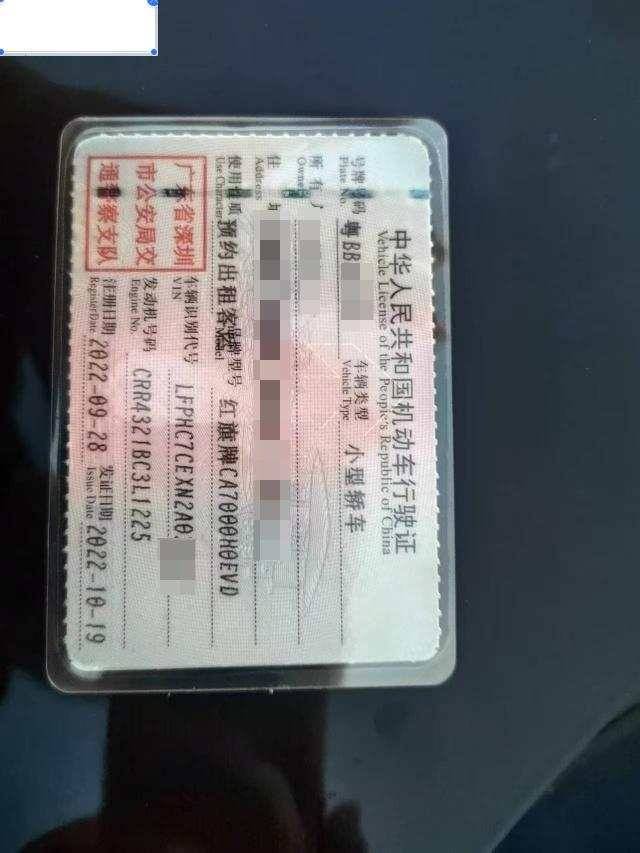 中华人民共和国机动车行驶证
Vehicle License of the People's Republic of China
号牌号码 粤BB 车辆类型 小型轿车
Plate No. Vehicle Type
所有人
Owner
住址
Address
使用性质 预约出租客 品牌型号 红旗牌CA7000H0EVD
Use Character Model
广东省深圳
市公安局交
通警察支队
车辆识别代号 LFPHC7CEXN2A0
VIN
发动机号码 CRR4321BC3L1225
Engine No.
注册日期 2022-09-28 发证日期 2022-10-19
Register Date Issue Date